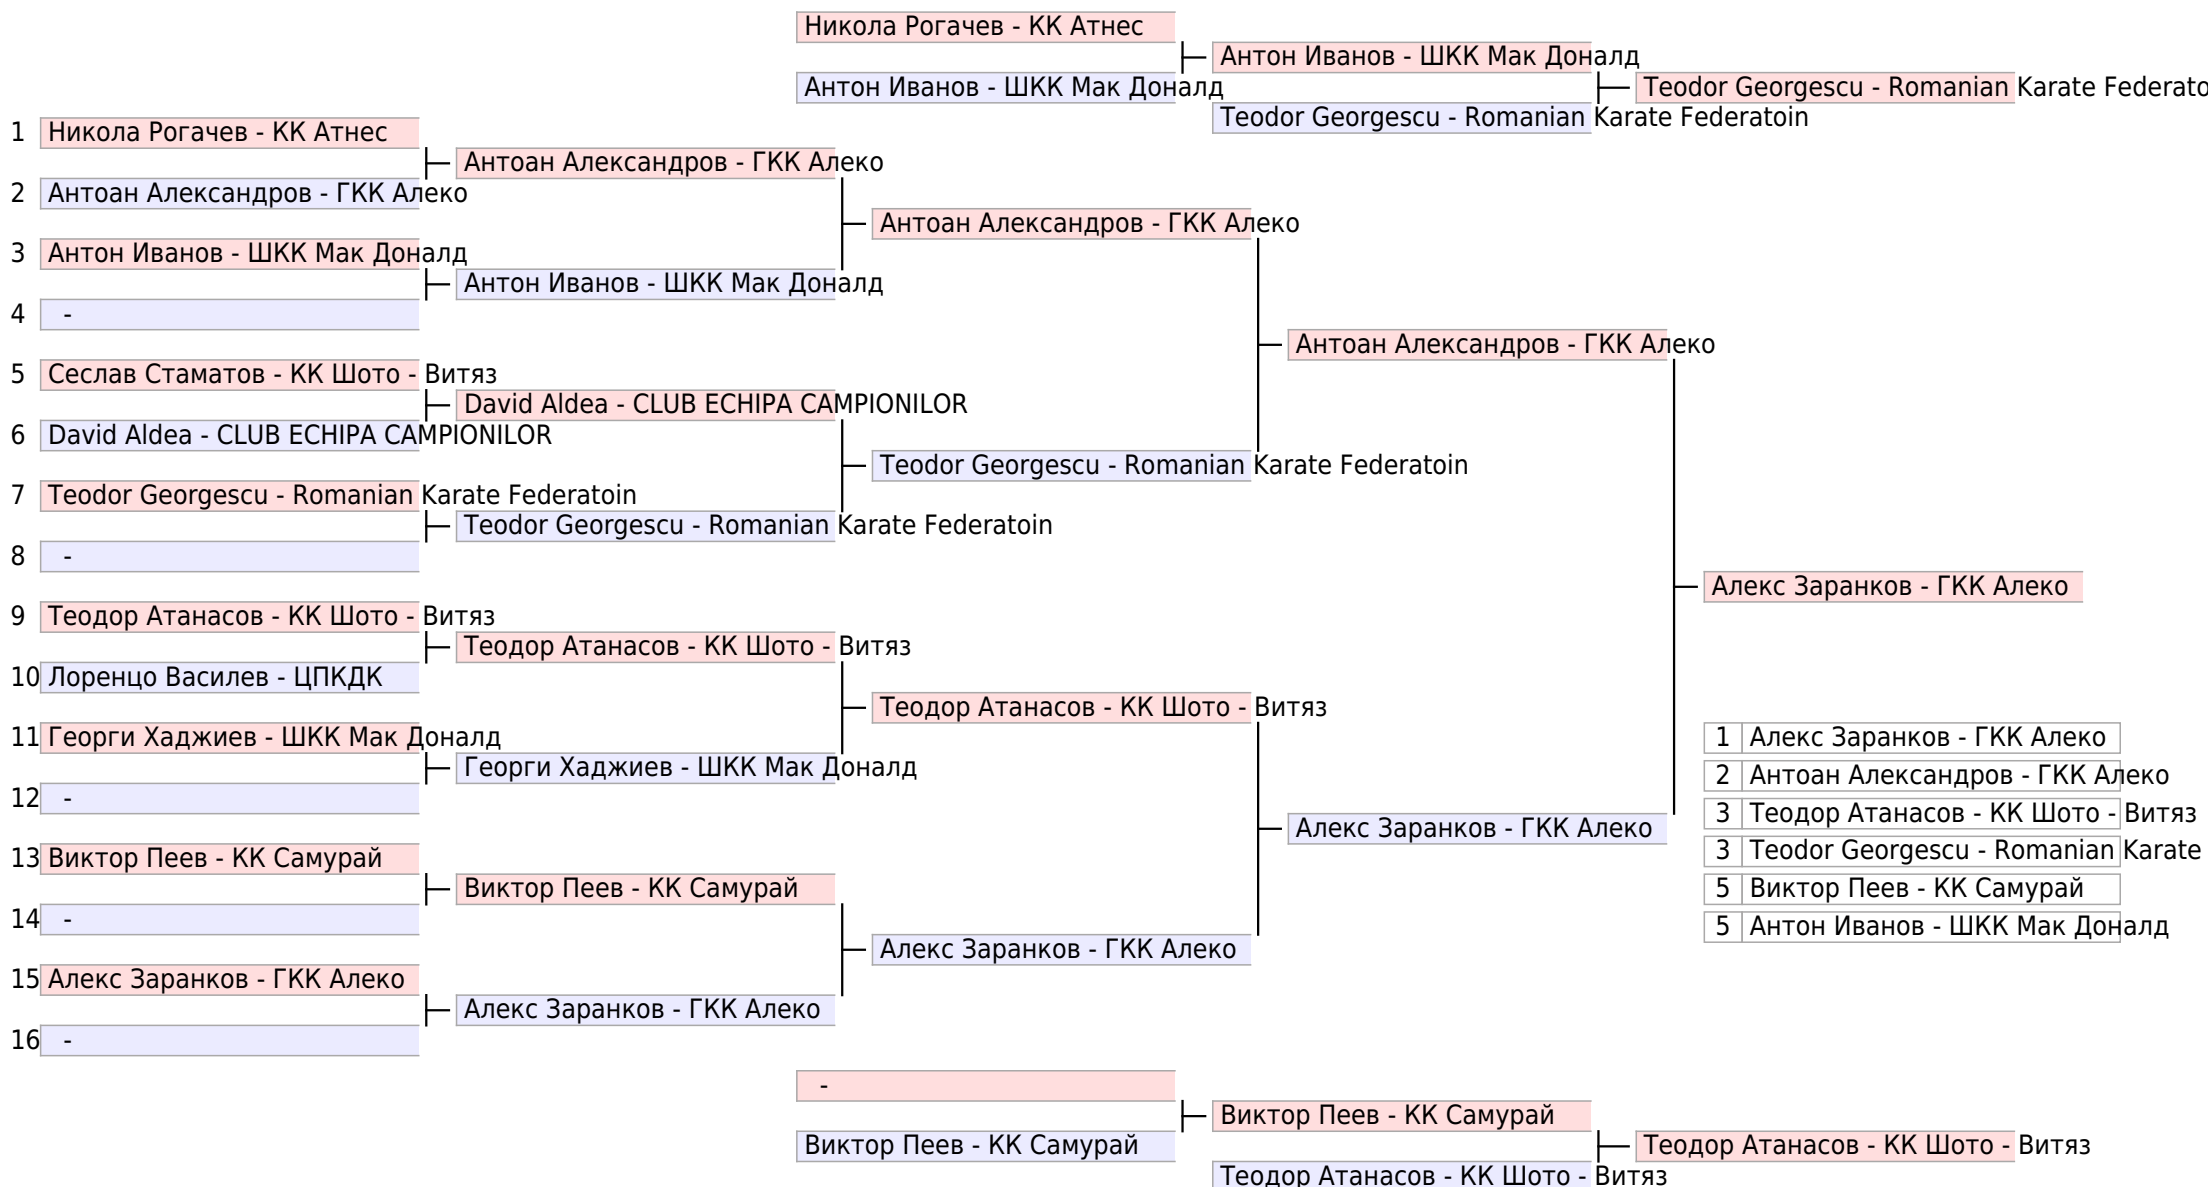 Никола Рогачев - КК Атнес
Антон Иванов - ШКК Мак Доналд
Антон Иванов - ШКК Мак Доналд
Teodor Georgescu - Romanian Karate Federato
Teodor Georgescu - Romanian Karate Federatoin
1 Никола Рогачев - КК Атнес
Антоан Александров - ГКК Алеко
2 Антоан Александров - ГКК Алеко
Антоан Александров - ГКК Алеко
3 Антон Иванов - ШКК Мак Доналд
Антон Иванов - ШКК Мак Доналд
4 -
Антоан Александров - ГКК Алеко
5 Сеслав Стаматов - КК Шото - Витяз
David Aldea - CLUB ECHIPA CAMPIONILOR
6 David Aldea - CLUB ECHIPA CAMPIONILOR
Teodor Georgescu - Romanian Karate Federatoin
7 Teodor Georgescu - Romanian Karate Federatoin
Teodor Georgescu - Romanian Karate Federatoin
8 -
Алекс Заранков - ГКК Алеко
9 Теодор Атанасов - КК Шото - Витяз
Теодор Атанасов - КК Шото - Витяз
10 Лоренцо Василев - ЦПКДК
Теодор Атанасов - КК Шото - Витяз
11 Георги Хаджиев - ШКК Мак Доналд
Георги Хаджиев - ШКК Мак Доналд
12 -
Алекс Заранков - ГКК Алеко
13 Виктор Пеев - КК Самурай
Виктор Пеев - КК Самурай
14 -
Алекс Заранков - ГКК Алеко
15 Алекс Заранков - ГКК Алеко
Алекс Заранков - ГКК Алеко
16 -
1 Алекс Заранков - ГКК Алеко
2 Антоан Александров - ГКК Алеко
3 Теодор Атанасов - КК Шото - Витяз
3 Teodor Georgescu - Romanian Karate
5 Виктор Пеев - КК Самурай
5 Антон Иванов - ШКК Мак Доналд
-
Виктор Пеев - КК Самурай
Виктор Пеев - КК Самурай
Теодор Атанасов - КК Шото - Витяз
Теодор Атанасов - КК Шото - Витяз